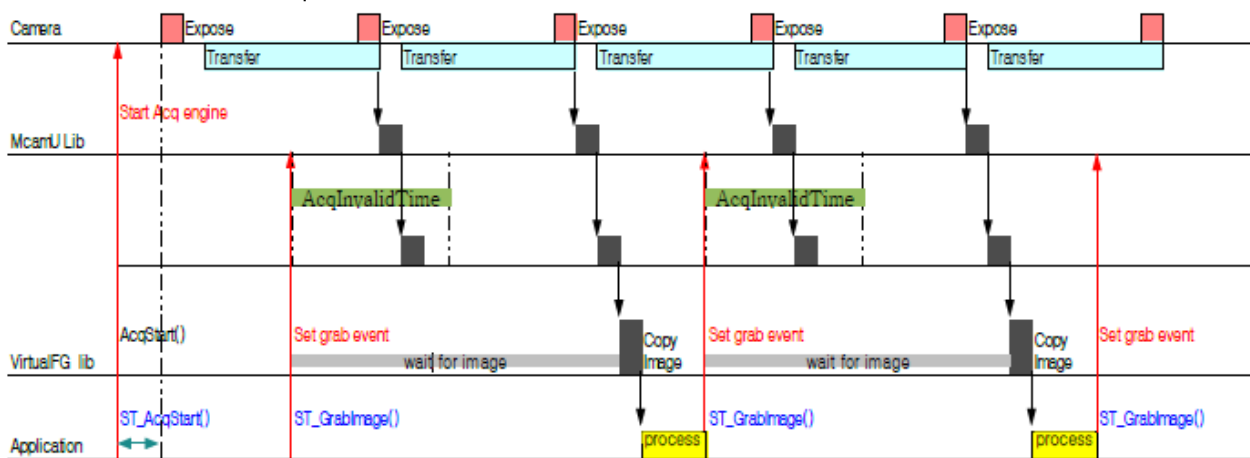 Camera
Expose
Expose
Expose
Expose
Expose
Transfer
Transfer
Transfer
Transfer
Transfer
Start Acq engine
McamU Lib
AcqInvalidTime
AcqInvalidTime
AcqStart()
Set grab event
Copy
Image
Set grab event
Copy
Image
Set grab event
VirtualFG lib
wait for image
wait for image
ST_AcqStart()
ST_GrabImage()
ST_GrabImage()
ST_GrabImage()
Application
process
process